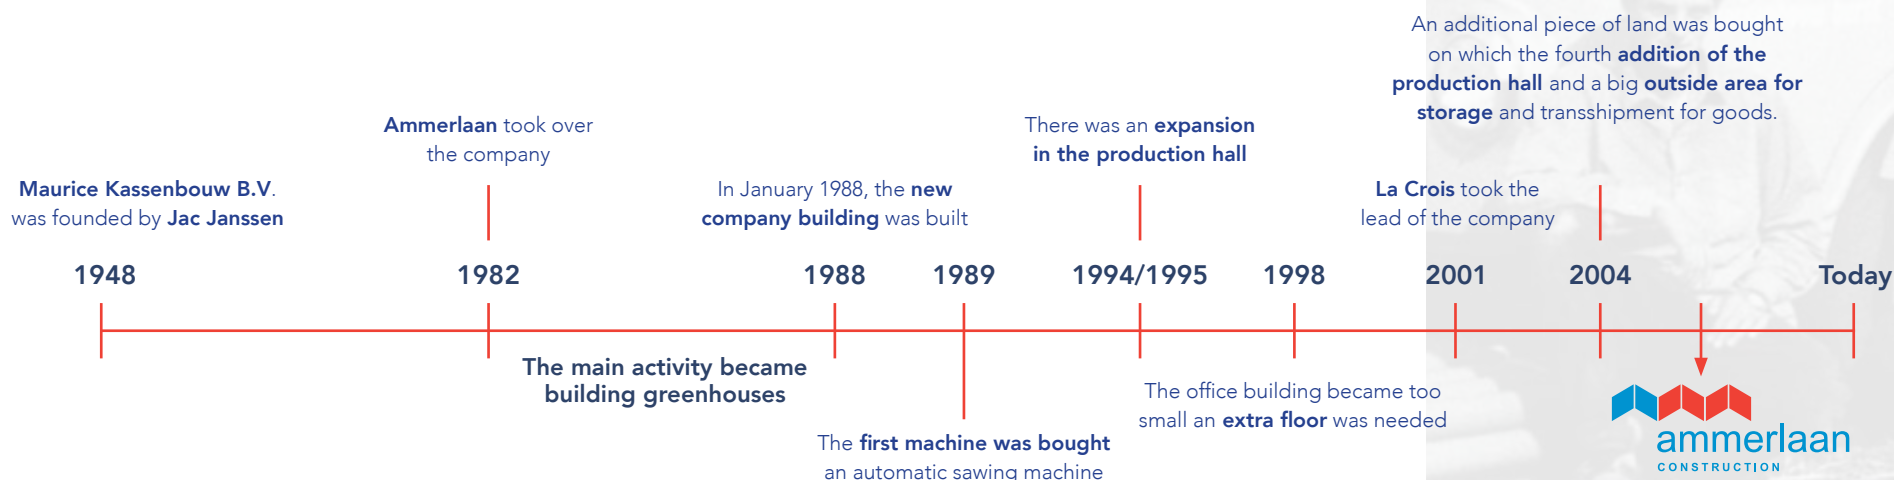 An additional piece of land was bought
on which the fourth addition of the
production hall and a big outside area for
storage and transshipment for goods.
Ammerlaan took over
the company
There was an expansion
in the production hall
Maurice Kassenbouw B.V.
was founded by Jac Janssen
In January 1988, the new
company building was built
La Crois took the
lead of the company
1948
1982
1988
1989
1994/1995
1998
2001
2004
Today
The main activity became
building greenhouses
The office building became too
small an extra floor was needed
The first machine was bought
an automatic sawing machine
ammerlaan
CONSTRUCTION